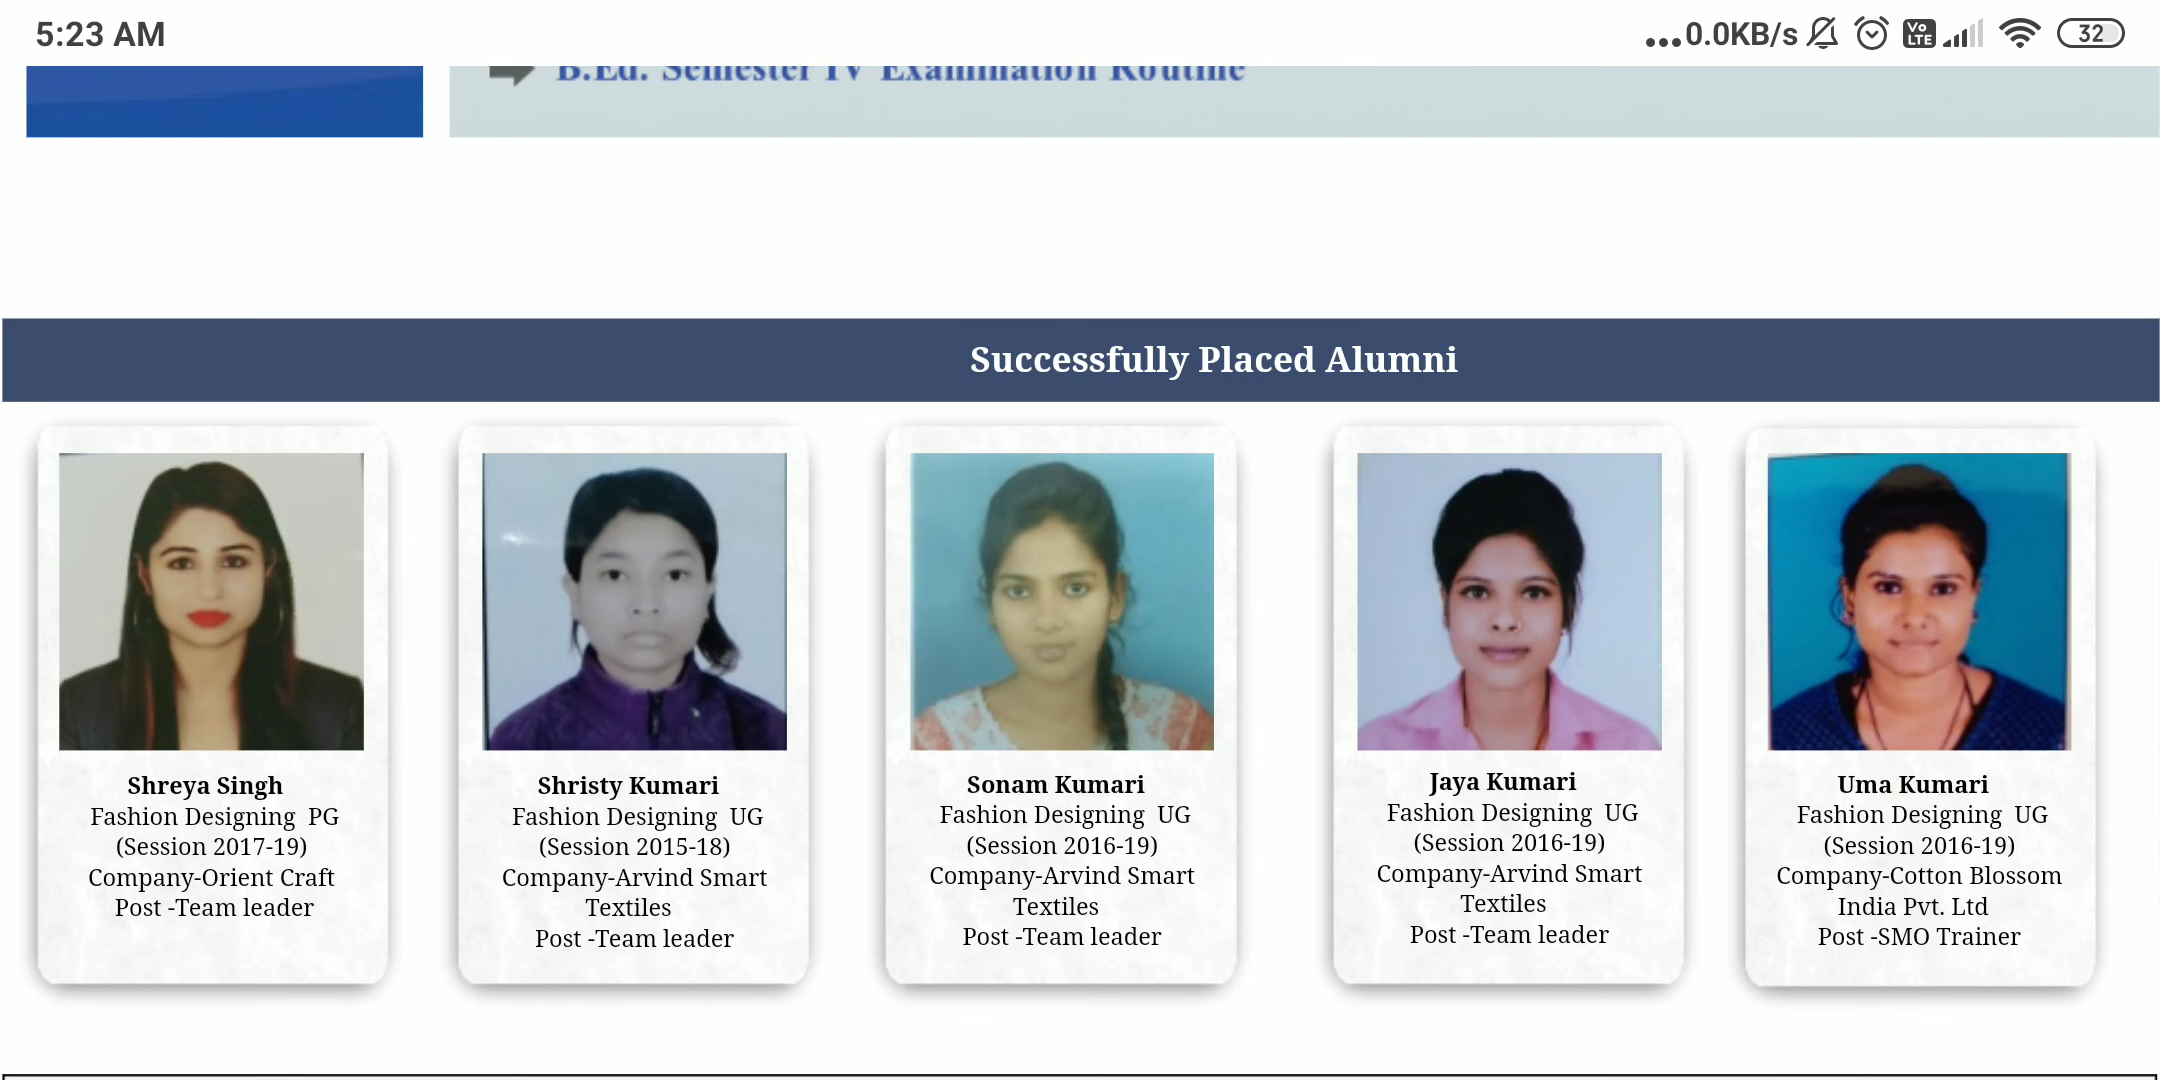 5:23 AM
...0.0KB/s
Vo LTE
32
B.Ed. Semester IV Examination Routine
Successfully Placed Alumni
Shreya Singh
Fashion Designing  PG
(Session 2017-19)
Company-Orient Craft
Post -Team leader
Shristy Kumari
Fashion Designing  UG
(Session 2015-18)
Company-Arvind Smart
Textiles
Post -Team leader
Sonam Kumari
Fashion Designing  UG
(Session 2016-19)
Company-Arvind Smart
Textiles
Post -Team leader
Jaya Kumari
Fashion Designing  UG
(Session 2016-19)
Company-Arvind Smart
Textiles
Post -Team leader
Uma Kumari
Fashion Designing  UG
(Session 2016-19)
Company-Cotton Blossom
India Pvt. Ltd
Post -SMO Trainer